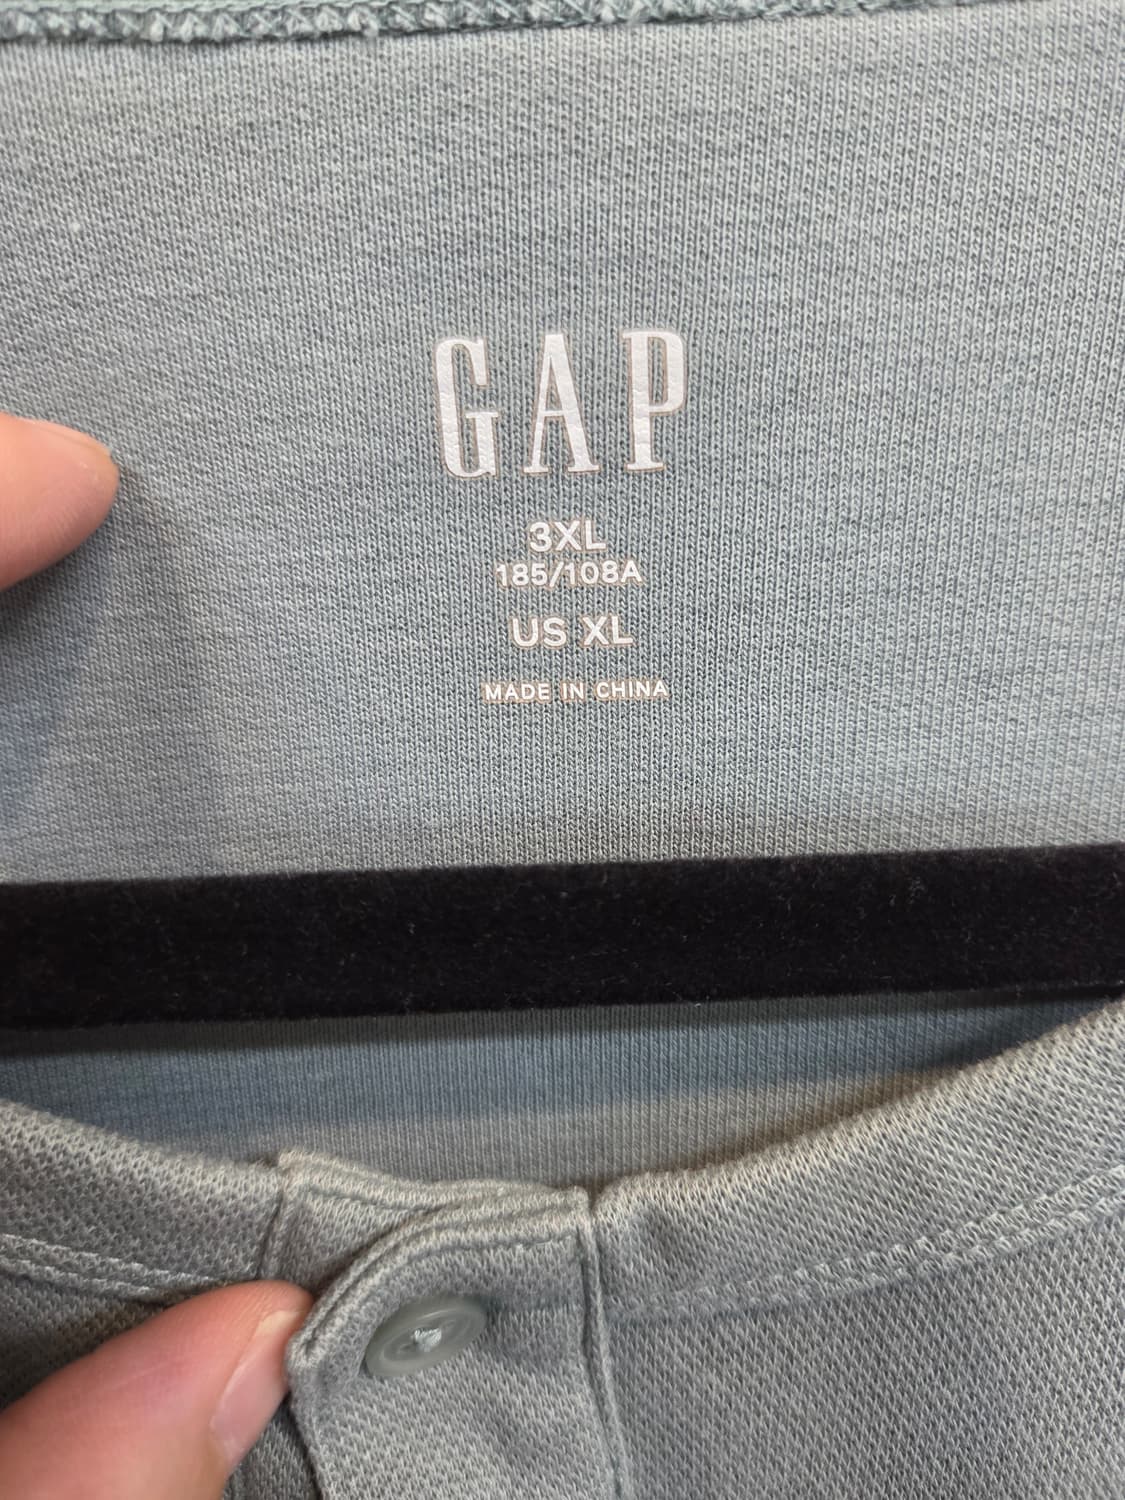 GAP
3XL
185/108A
US XL
MADE IN CHINA